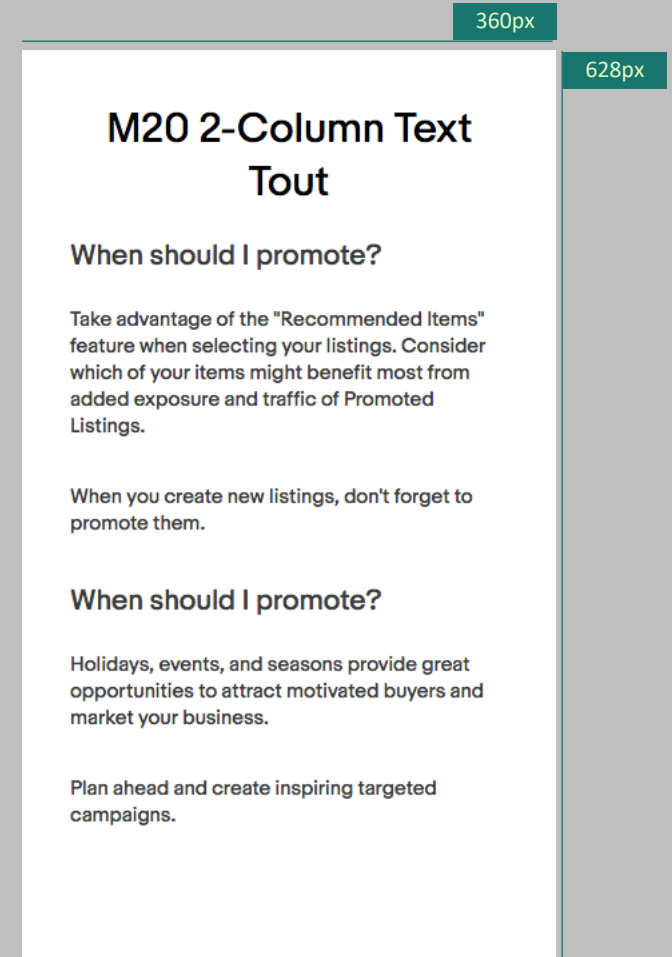 360px
628px
M20 2-Column Text
Tout
When should I promote?
Take advantage of the "Recommended Items"
feature when selecting your listings. Consider
which of your items might benefit most from
added exposure and traffic of Promoted
Listings.
When you create new listings, don't forget to
promote them.
When should I promote?
Holidays, events, and seasons provide great
opportunities to attract motivated buyers and
market your business.
Plan ahead and create inspiring targeted
campaigns.